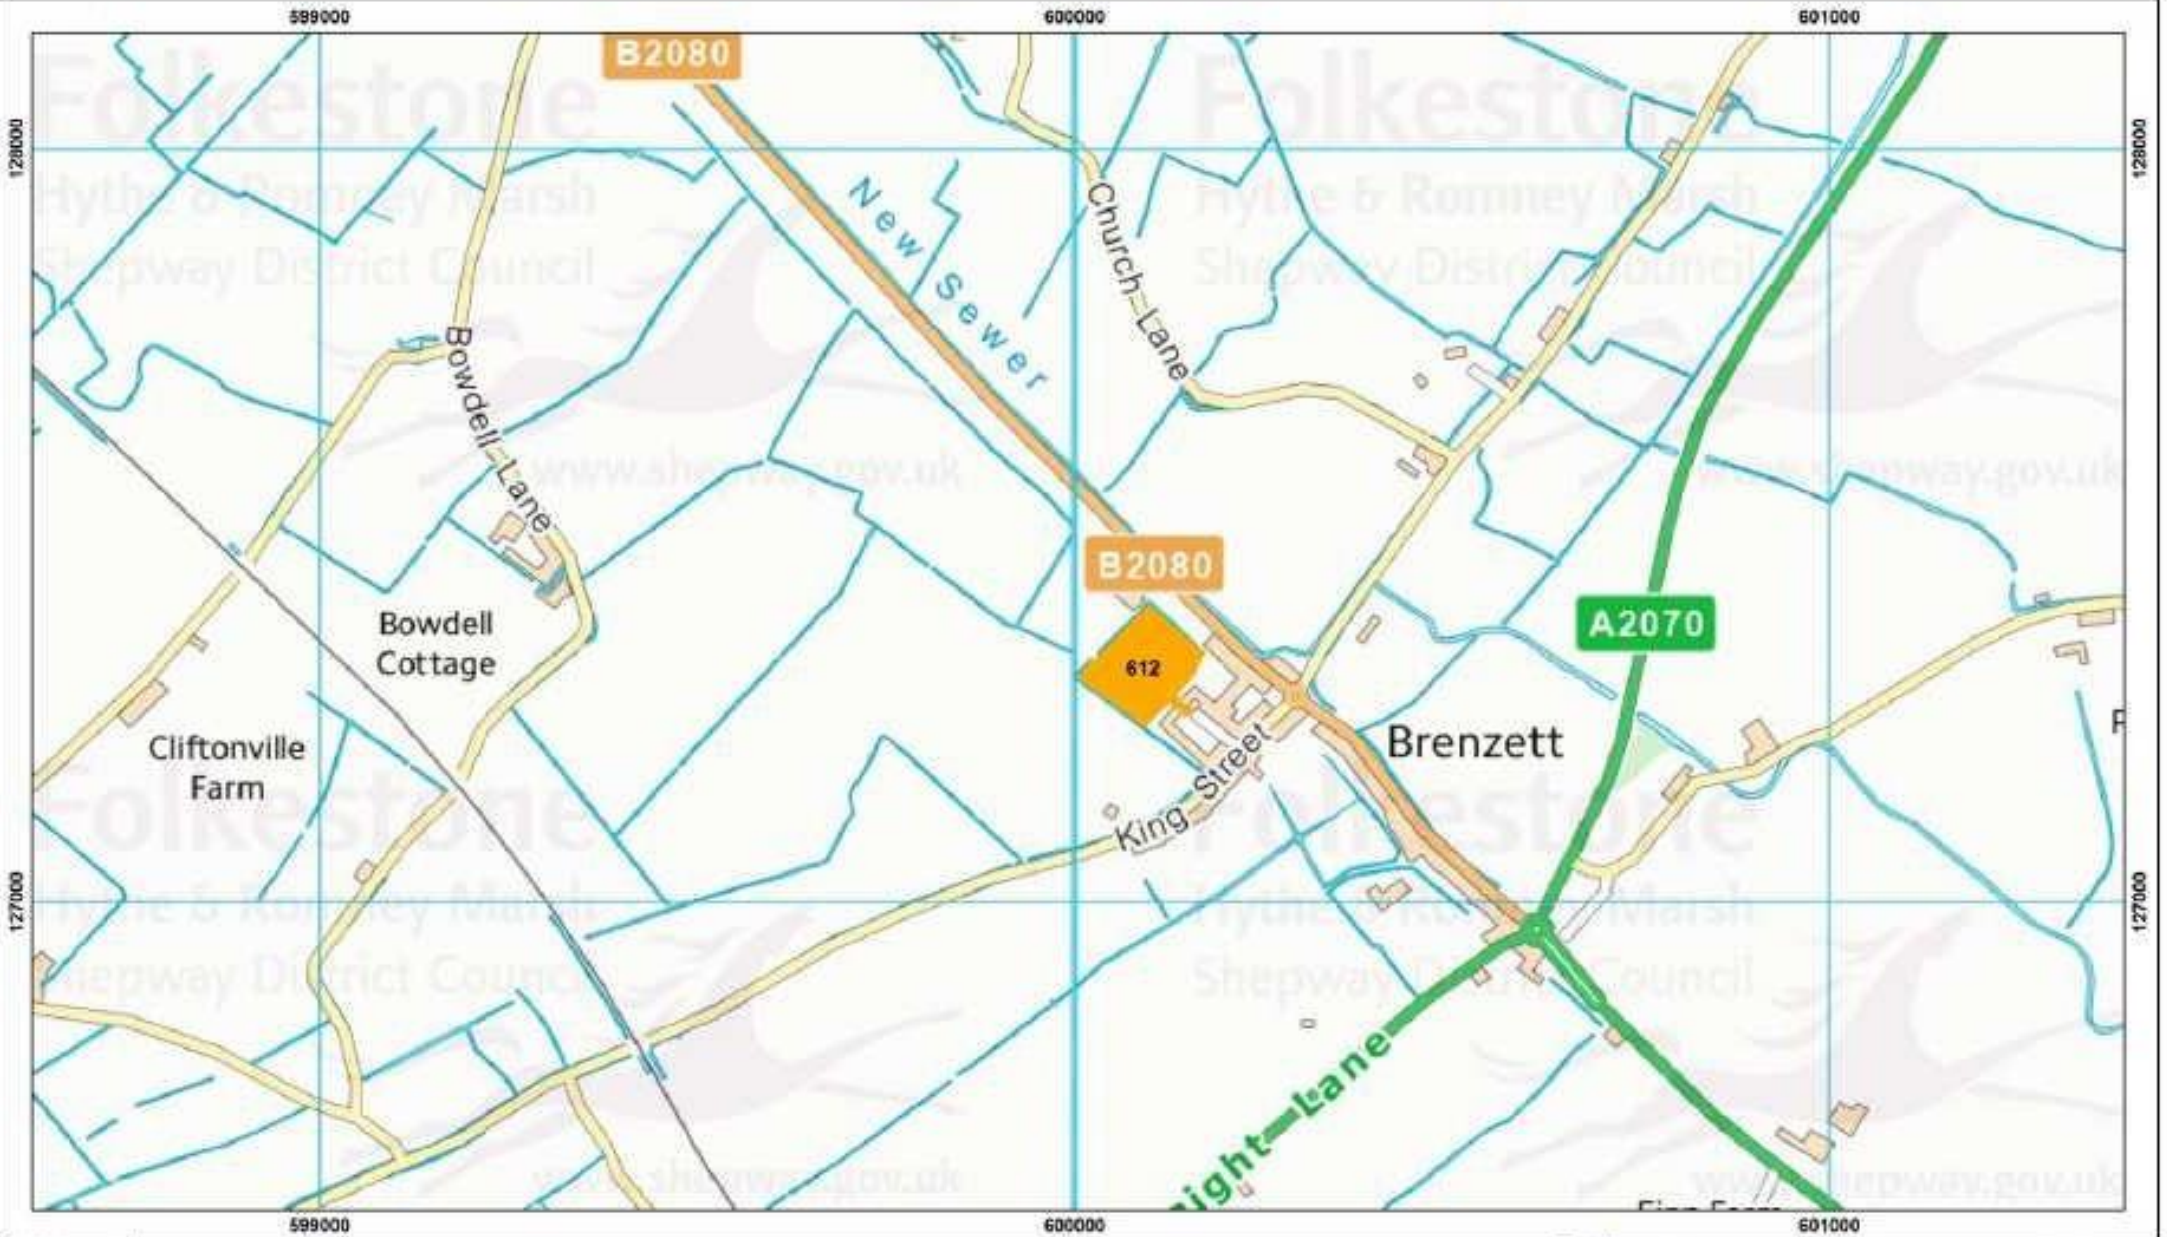 599000
600000
601000
B2080
Folkestone
Folkestone
128000
128000
Hythe & Romney Marsh
Hythe & Romney Marsh
Shepway District Council
Shepway District Council
New Sewer
Church Lane
Bowdell Lane
www.shepway.gov.uk
www.shepway.gov.uk
B2080
A2070
Bowdell
Cottage
612
Brenzett
Cliftonville
Farm
King Street
Folkestone
Folkestone
127000
127000
Hythe & Romney Marsh
Hythe & Romney Marsh
Shepway District Council
Shepway District Council
Lane
www.shepway.gov.uk
www.shepway.gov.uk
599000
600000
601000